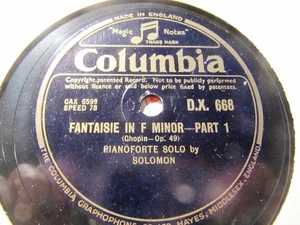 MADE IN ENGLAND
Magic Notes
TRADE MARK
Columbia
Copyright, patented Record. Not to be publicly performed
without licence or sold below price fixed by patentees.
CAX 6599
SPEED 78
D.X. 668
FANTAISIE IN F MINOR—PART 1
(Chopin—Op. 49)
PIANOFORTE SOLO by
SOLOMON
THE COLUMBIA GRAPHOPHONE CO. LTD. HAYES, MIDDLESEX, ENGLAND.